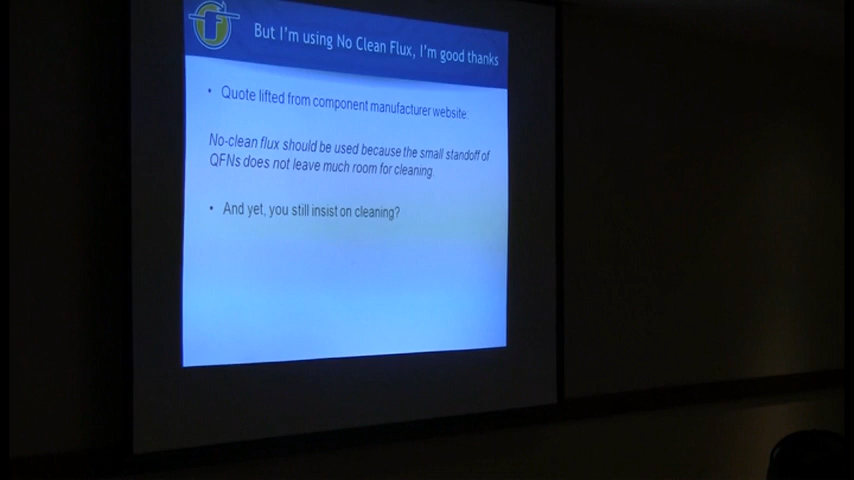 But I'm using No Clean Flux, I'm good thanks
• Quote lifted from component manufacturer website:
No-clean flux should be used because the small standoff of
QFNs does not leave much room for cleaning.
• And yet, you still insist on cleaning?